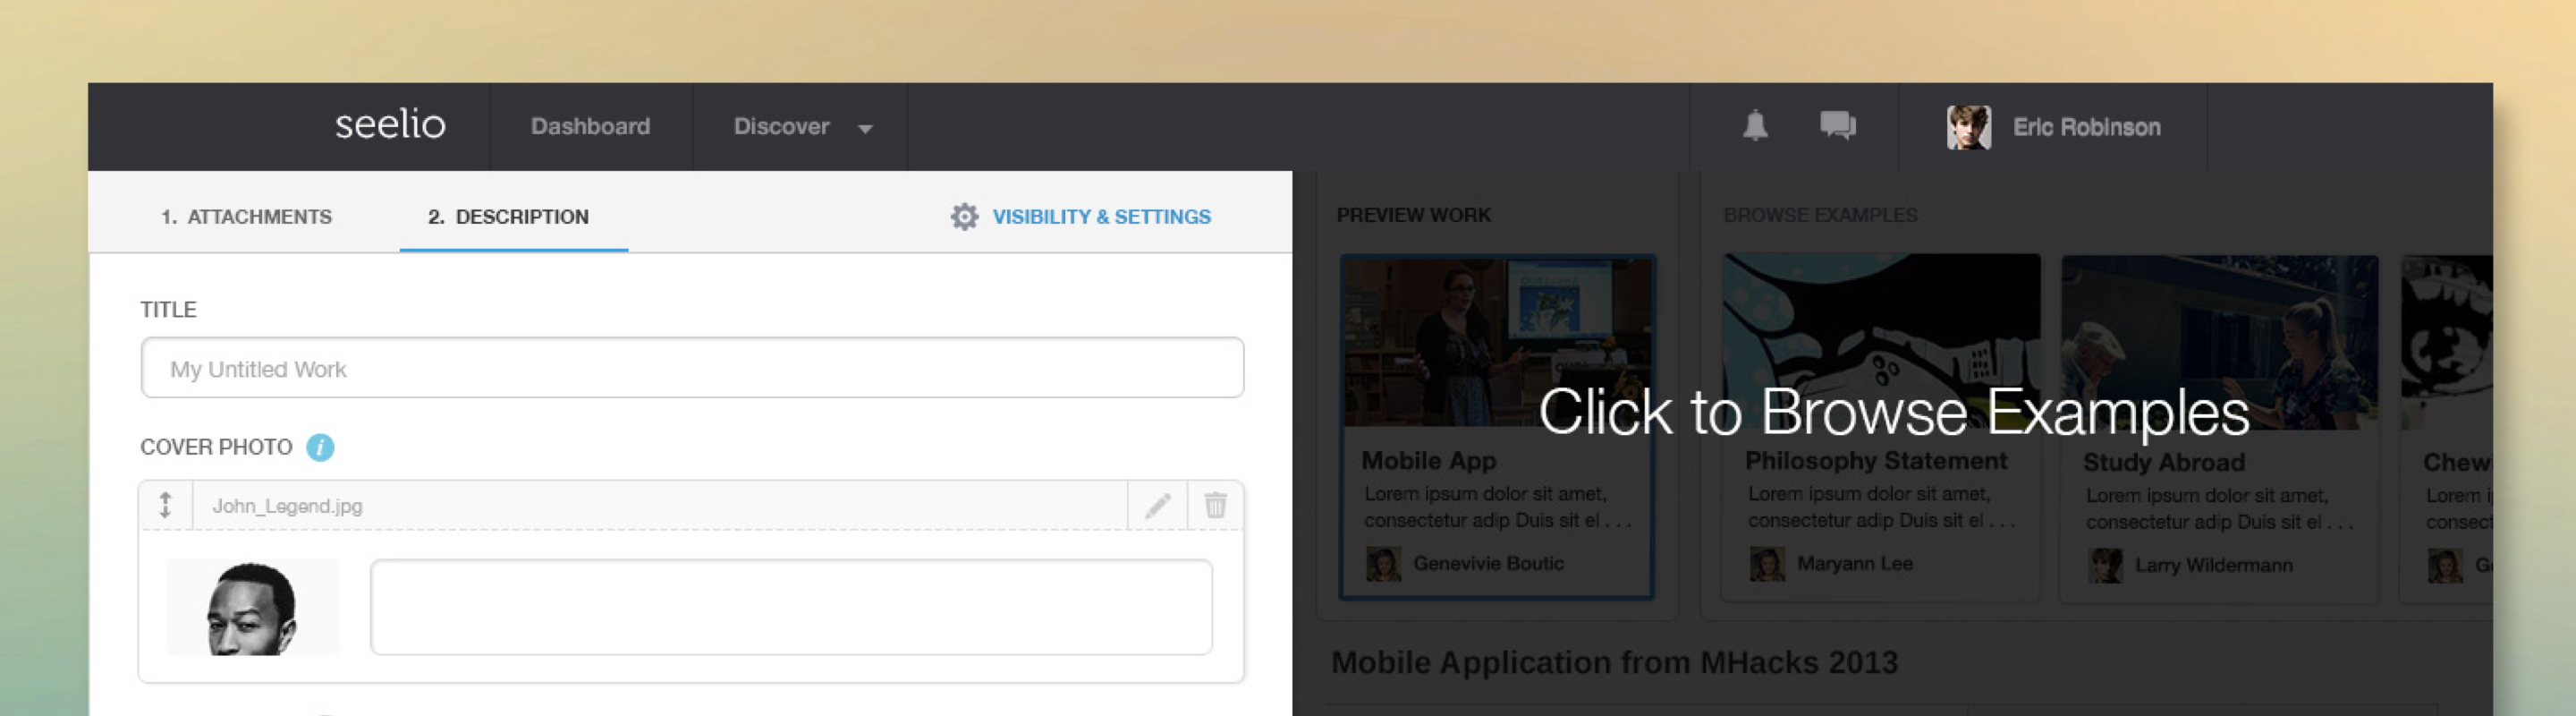 seelio
Dashboard
Discover
Eric Robinson
1. ATTACHMENTS
2. DESCRIPTION
VISIBILITY & SETTINGS
TITLE
My Untitled Work
COVER PHOTO i
John_Legend.jpg
PREVIEW WORK
BROWSE EXAMPLES
Click to Browse Examples
Mobile App
Lorem ipsum dolor sit amet,
consectetur adip Duis sit el . . .
Genevivie Boutic
Philosophy Statement
Lorem ipsum dolor sit amet,
consectetur adip Duis sit el . . .
Maryann Lee
Study Abroad
Lorem ipsum dolor sit amet,
consectetur adip Duis sit el . . .
Larry Wildermann
Chew
Lorem
consect
Mobile Application from MHacks 2013